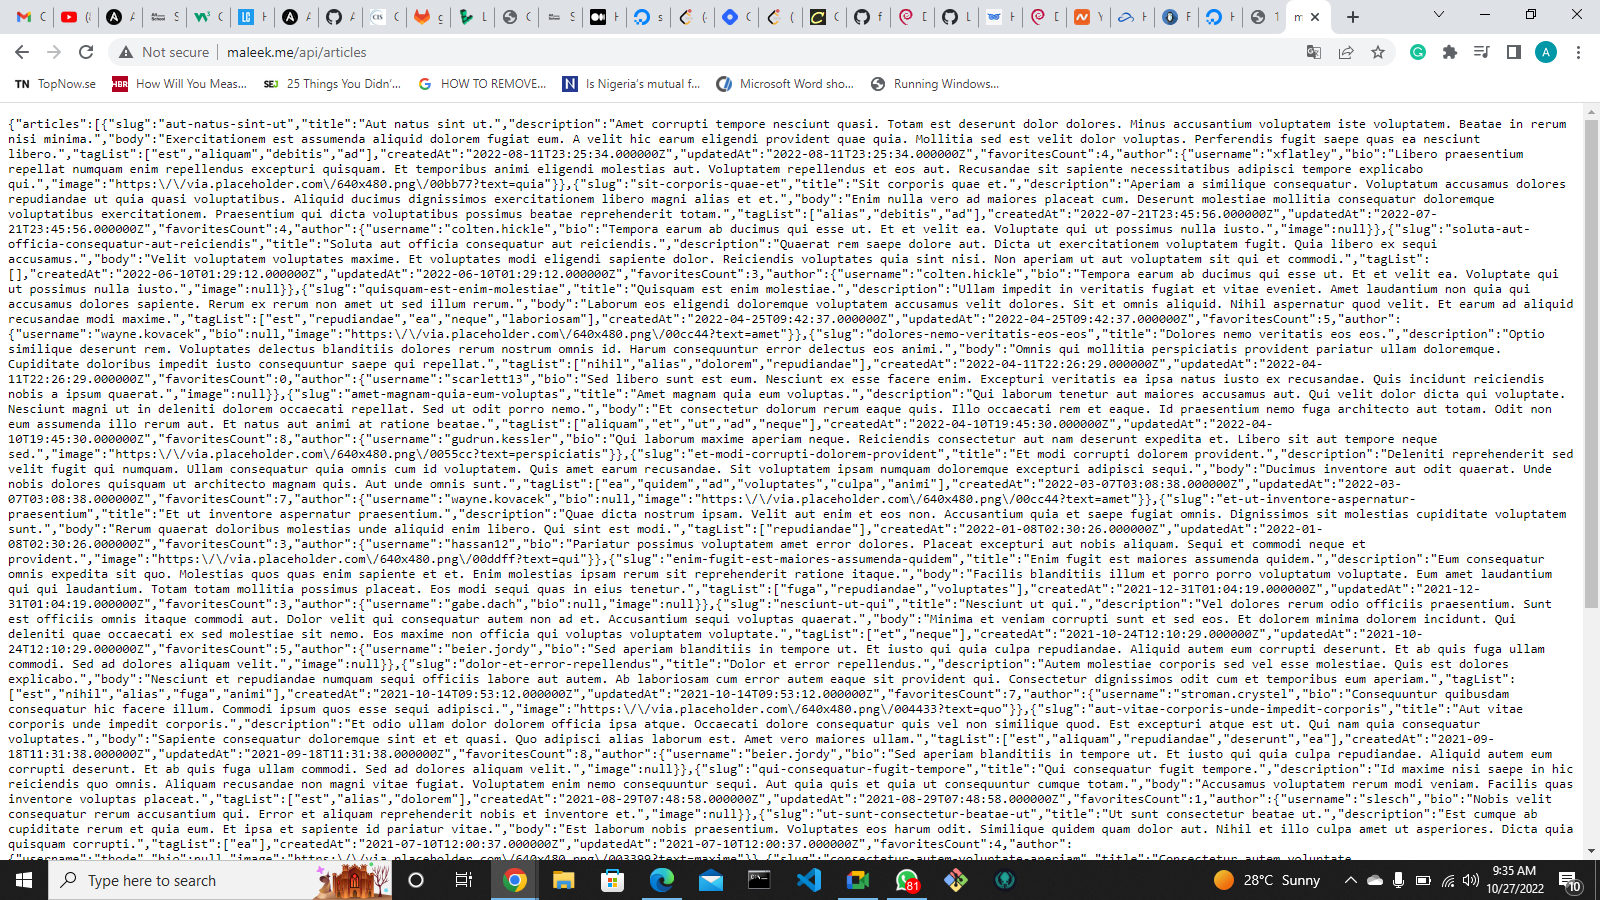 Not secure
maleek.me/api/articles
TN TopNow.se HBR How Will You Meas... SEJ 25 Things You Didn'... G HOW TO REMOVE... N Is Nigeria's mutual f... Microsoft Word sho... Running Windows...
{"articles":[{"slug":"aut-natus-sint-ut","title":"Aut natus sint ut.","description":"Amet corrupti tempore nesciunt quasi. Totam est deserunt dolor dolores. Minus accusantium voluptatem iste voluptatem. Beatae in rerum
nisi minima.","body":"Exercitationem est assumenda aliquid dolorem fugiat eum. A velit hic earum eligendi provident quae quia. Mollitia sed est velit dolor voluptas. Perferendis fugit saepe quas ea nesciunt
libero.","tagList":["est","aliquam","debitis","ad"],"createdAt":"2022-08-11T23:25:34.000000Z","updatedAt":"2022-08-11T23:25:34.000000Z","favoritesCount":4,"author":{"username":"xflatley","bio":"Libero praesentium
repellat numquam enim repellendus excepturi quisquam. Et temporibus animi eligendi molestias aut. Voluptatem repellendus et eos aut. Recusandae sit sapiente necessitatibus adipisci tempore explicabo
qui.","image":"https:\/\/via.placeholder.com\/640x480.png\/00bb77?text=quia"}},{"slug":"sit-corporis-quae-et","title":"Sit corporis quae et.","description":"Aperiam a similique consequatur. Voluptatum accusamus dolores
repudiandae ut quia quasi voluptatibus. Aliquid ducimus dignissimos exercitationem libero magni alias et et.","body":"Enim nulla vero ad maiores placeat cum. Deserunt molestiae mollitia consequatur doloremque
voluptatibus exercitationem. Praesentium qui dicta voluptatibus possimus beatae reprehenderit totam.","tagList":["alias","debitis","ad"],"createdAt":"2022-07-21T23:45:56.000000Z","updatedAt":"2022-07-
21T23:45:56.000000Z","favoritesCount":4,"author":{"username":"colten.hickle","bio":"Tempora earum ab ducimus qui esse ut. Et et velit ea. Voluptate qui ut possimus nulla iusto.","image":null}},{"slug":"soluta-aut-
officia-consequatur-aut-reiciendis","title":"Soluta aut officia consequatur aut reiciendis.","description":"Quaerat rem saepe dolore aut. Dicta ut exercitationem voluptatem fugit. Quia libero ex sequi
accusamus.","body":"Velit voluptatem voluptates maxime. Et voluptates modi eligendi sapiente dolor. Reiciendis voluptates quia sint nisi. Non aperiam ut aut voluptatem sit qui et commodi.","tagList":
[],"createdAt":"2022-06-10T01:29:12.000000Z","updatedAt":"2022-06-10T01:29:12.000000Z","favoritesCount":3,"author":{"username":"colten.hickle","bio":"Tempora earum ab ducimus qui esse ut. Et et velit ea. Voluptate qui
ut possimus nulla iusto.","image":null}},{"slug":"quisquam-est-enim-molestiae","title":"Quisquam est enim molestiae.","description":"Ullam impedit in veritatis fugiat et vitae eveniet. Amet laudantium non quia qui
accusamus dolores sapiente. Rerum ex rerum non amet ut sed illum rerum.","body":"Laborum eos eligendi doloremque voluptatem accusamus velit dolores. Sit et omnis aliquid. Nihil aspernatur quod velit. Et earum ad aliquid
recusandae modi maxime.","tagList":["est","repudiandae","ea","neque","laboriosam"],"createdAt":"2022-04-25T09:42:37.000000Z","updatedAt":"2022-04-25T09:42:37.000000Z","favoritesCount":5,"author":
{"username":"wayne.kovacek","bio":null,"image":"https:\/\/via.placeholder.com\/640x480.png\/00cc44?text=amet"}},{"slug":"dolores-nemo-veritatis-eos-eos","title":"Dolores nemo veritatis eos eos.","description":"Optio
similique deserunt rem. Voluptates delectus blanditiis dolores rerum nostrum omnis id. Harum consequuntur error delectus eos animi.","body":"Omnis qui mollitia perspiciatis provident pariatur ullam doloremque.
Cupiditate doloribus impedit iusto consequuntur saepe qui repellat.","tagList":["nihil","alias","dolorem","repudiandae"],"createdAt":"2022-04-11T22:26:29.000000Z","updatedAt":"2022-04-
11T22:26:29.000000Z","favoritesCount":0,"author":{"username":"scarlett13","bio":"Sed libero sunt est eum. Nesciunt ex esse facere enim. Excepturi veritatis ea ipsa natus iusto ex recusandae. Quis incidunt reiciendis
nobis a ipsum quaerat.","image":null}},{"slug":"amet-magnam-quia-eum-voluptas","title":"Amet magnam quia eum voluptas.","description":"Qui laborum tenetur aut maiores accusamus aut. Qui velit dolor dicta qui voluptate.
Nesciunt magni ut in deleniti dolorem occaecati repellat. Sed ut odit porro nemo.","body":"Et consectetur dolorum rerum eaque quis. Illo occaecati rem et eaque. Id praesentium nemo fuga architecto aut totam. Odit non
eum assumenda illo rerum aut. Et natus aut animi at ratione beatae.","tagList":["aliquam","et","ut","ad","neque"],"createdAt":"2022-04-10T19:45:30.000000Z","updatedAt":"2022-04-
10T19:45:30.000000Z","favoritesCount":8,"author":{"username":"gudrun.kessler","bio":"Qui laborum maxime aperiam neque. Reiciendis consectetur aut nam deserunt expedita et. Libero sit aut tempore neque
sed.","image":"https:\/\/via.placeholder.com\/640x480.png\/0055cc?text=perspiciatis"}},{"slug":"et-modi-corrupti-dolorem-provident","title":"Et modi corrupti dolorem provident.","description":"Deleniti reprehenderit sed
velit fugit qui numquam. Ullam consequatur quia omnis cum id voluptatem. Quis amet earum recusandae. Sit voluptatem ipsam numquam doloremque excepturi adipisci sequi.","body":"Ducimus inventore aut odit quaerat. Unde
nobis dolores quisquam ut architecto magnam quis. Aut unde omnis sunt.","tagList":["ea","quidem","ad","voluptates","culpa","animi"],"createdAt":"2022-03-07T03:08:38.000000Z","updatedAt":"2022-03-
07T03:08:38.000000Z","favoritesCount":7,"author":{"username":"wayne.kovacek","bio":null,"image":"https:\/\/via.placeholder.com\/640x480.png\/00cc44?text=amet"}},{"slug":"et-ut-inventore-aspernatur-
praesentium","title":"Et ut inventore aspernatur praesentium.","description":"Quae dicta nostrum ipsam. Velit aut enim et eos non. Accusantium quia et saepe fugiat omnis. Dignissimos sit molestias cupiditate voluptatem
sunt.","body":"Rerum quaerat doloribus molestias unde aliquid enim libero. Qui sint est modi.","tagList":["repudiandae"],"createdAt":"2022-01-08T02:30:26.000000Z","updatedAt":"2022-01-
08T02:30:26.000000Z","favoritesCount":3,"author":{"username":"hassan12","bio":"Pariatur possimus voluptatem amet error dolores. Placeat excepturi aut nobis aliquam. Sequi et commodi neque et
provident.","image":"https:\/\/via.placeholder.com\/640x480.png\/00ddff?text=qui"}},{"slug":"enim-fugit-est-maiores-assumenda-quidem","title":"Enim fugit est maiores assumenda quidem.","description":"Eum consequatur
omnis expedita sit quo. Molestias quos quas enim sapiente et et. Enim molestias ipsam rerum sit reprehenderit ratione itaque.","body":"Facilis blanditiis illum et porro porro voluptatum voluptate. Eum amet laudantium
qui qui laudantium. Totam totam mollitia possimus placeat. Eos modi sequi quas in eius tenetur.","tagList":["fuga","repudiandae","voluptates"],"createdAt":"2021-12-31T01:04:19.000000Z","updatedAt":"2021-12-
31T01:04:19.000000Z","favoritesCount":3,"author":{"username":"gabe.dach","bio":null,"image":null}},{"slug":"nesciunt-ut-qui","title":"Nesciunt ut qui.","description":"Vel dolores rerum odio officiis praesentium. Sunt
est officiis omnis itaque commodi aut. Dolor velit qui consequatur autem non ad et. Accusantium sequi voluptas quaerat.","body":"Minima et veniam corrupti sunt et sed eos. Et dolorem minima dolorem incidunt. Qui
deleniti quae occaecati ex sed molestiae sit nemo. Eos maxime non officia qui voluptas voluptatem voluptate.","tagList":["et","neque"],"createdAt":"2021-10-24T12:10:29.000000Z","updatedAt":"2021-10-
24T12:10:29.000000Z","favoritesCount":5,"author":{"username":"beier.jordy","bio":"Sed aperiam blanditiis in tempore ut. Et iusto qui quia culpa repudiandae. Aliquid autem eum corrupti deserunt. Et ab quis fuga ullam
commodi. Sed ad dolores aliquam velit.","image":null}},{"slug":"dolor-et-error-repellendus","title":"Dolor et error repellendus.","description":"Autem molestiae corporis sed vel esse molestiae. Quis est dolores
explicabo.","body":"Nesciunt et repudiandae numquam sequi officiis labore aut autem. Ab laboriosam cum error autem eaque sit provident qui. Consectetur dignissimos odit cum et temporibus eum aperiam.","tagList":
["est","nihil","alias","fuga","animi"],"createdAt":"2021-10-14T09:53:12.000000Z","updatedAt":"2021-10-14T09:53:12.000000Z","favoritesCount":7,"author":{"username":"stroman.crystel","bio":"Consequuntur quibusdam
consequatur hic facere illum. Commodi ipsum quos esse sequi adipisci.","image":"https:\/\/via.placeholder.com\/640x480.png\/004433?text=quo"}},{"slug":"aut-vitae-corporis-unde-impedit-corporis","title":"Aut vitae
corporis unde impedit corporis.","description":"Et odio ullam dolor dolorem officia ipsa atque. Occaecati dolore consequatur quis vel non similique quod. Est excepturi atque est ut. Qui nam quia consequatur
voluptates.","body":"Sapiente consequatur doloremque sint et et quasi. Quo adipisci alias laborum est. Amet vero maiores ullam.","tagList":["est","aliquam","repudiandae","deserunt","ea"],"createdAt":"2021-09-
18T11:31:38.000000Z","updatedAt":"2021-09-18T11:31:38.000000Z","favoritesCount":8,"author":{"username":"beier.jordy","bio":"Sed aperiam blanditiis in tempore ut. Et iusto qui quia culpa repudiandae. Aliquid autem eum
corrupti deserunt. Et ab quis fuga ullam commodi. Sed ad dolores aliquam velit.","image":null}},{"slug":"qui-consequatur-fugit-tempore","title":"Qui consequatur fugit tempore.","description":"Id maxime nisi saepe in hic
reiciendis quo omnis. Aliquam recusandae non magni vitae fugiat. Voluptatem enim nemo consequuntur sequi. Aut quia quis et quia ut consequatur cumque totam.","body":"Accusamus voluptatem rerum modi veniam. Facilis quas
inventore voluptas placeat.","tagList":["est","alias","dolorem"],"createdAt":"2021-08-29T07:48:58.000000Z","updatedAt":"2021-08-29T07:48:58.000000Z","favoritesCount":1,"author":{"username":"slesch","bio":"Nobis velit
consequatur rerum accusantium qui. Error et aliquam reprehenderit nobis et inventore et.","image":null}},{"slug":"ut-sunt-consectetur-beatae-ut","title":"Ut sunt consectetur beatae ut.","description":"Est cumque ab
cupiditate rerum et quia eum. Et ipsa et sapiente id pariatur vitae.","body":"Est laborum nobis praesentium. Voluptates eos harum odit. Similique quidem quam dolor aut. Nihil et illo culpa amet ut asperiores. Dicta quia
quisquam corrupti.","tagList":["ea"],"createdAt":"2021-07-10T12:00:37.000000Z","updatedAt":"2021-07-10T12:00:37.000000Z","favoritesCount":4,"author":
{"username":"thode","bio":null,"image":"https:\/\/via.placeholder.com\/640x480.png\/003399?text=maxime"}},{"slug":"consectetur-autem-voluptate-aperiam","title":"Consectetur autem voluptate
Type here to search
81
28°C Sunny
9:35 AM
10/27/2022
10